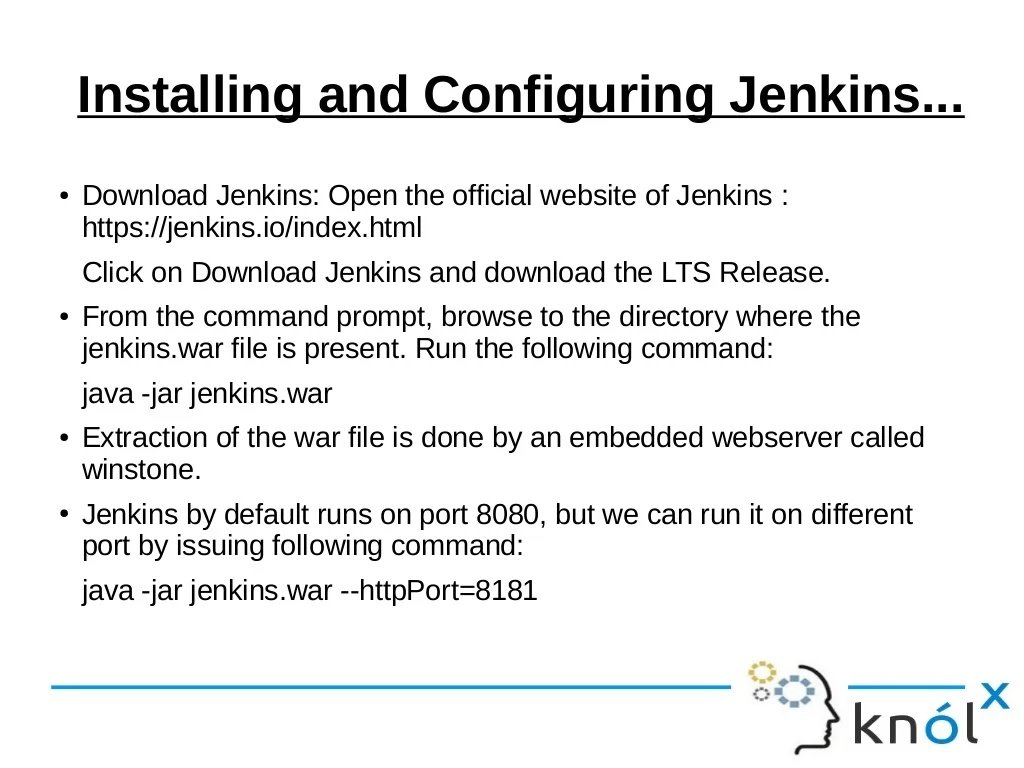 Installing and Configuring Jenkins...
• Download Jenkins: Open the official website of Jenkins :
https://jenkins.io/index.html
Click on Download Jenkins and download the LTS Release.
• From the command prompt, browse to the directory where the
jenkins.war file is present. Run the following command:
java -jar jenkins.war
• Extraction of the war file is done by an embedded webserver called
winstone.
• Jenkins by default runs on port 8080, but we can run it on different
port by issuing following command:
java -jar jenkins.war --httpPort=8181
knól x